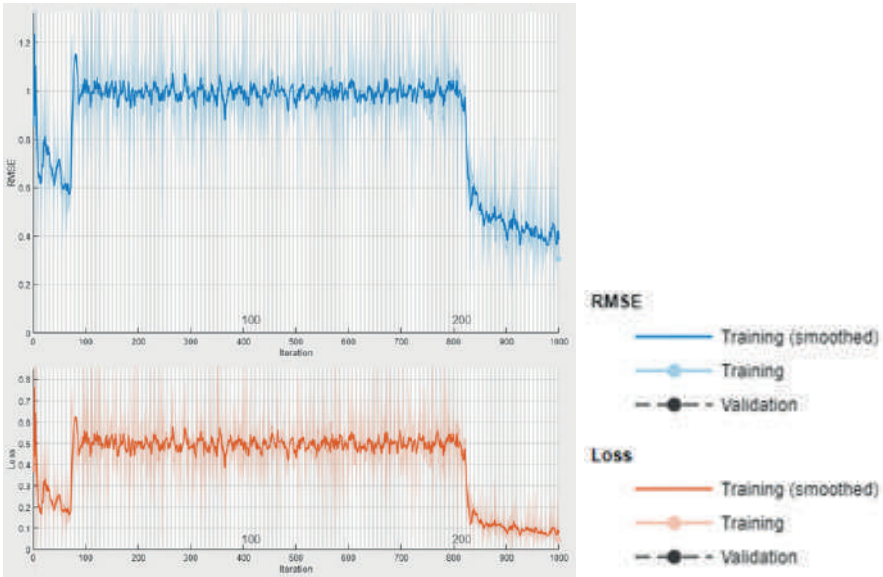 1.2
1
0.8
0.6
0.4
0.2
0
RMSE
100 200
0 100 200 300 400 500 600 700 800 900 1000
Iteration
0.8
0.7
0.6
0.5
0.4
0.3
0.2
0.1
0
Loss
100 200
0 100 200 300 400 500 600 700 800 900 1000
Iteration
RMSE
Training (smoothed)
Training
Validation
Loss
Training (smoothed)
Training
Validation